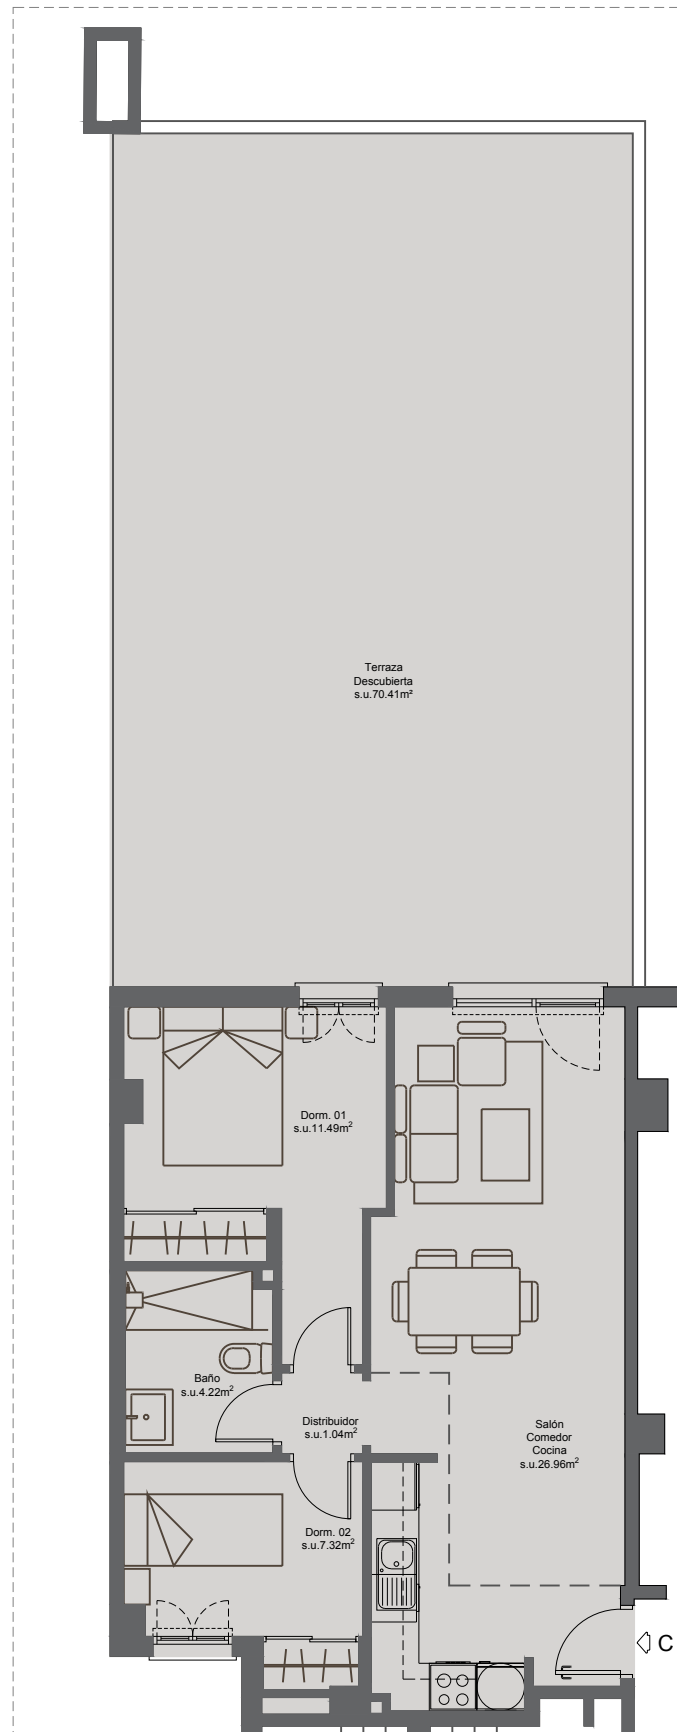 Terraza
Descubierta
s.u.70.41m²
Dorm. 01
s.u.11.49m²
Baño
s.u.4.22m²
Distribuidor
s.u.1.04m²
Salón
Comedor
Cocina
s.u.26.96m²
Dorm. 02
s.u.7.32m²
C